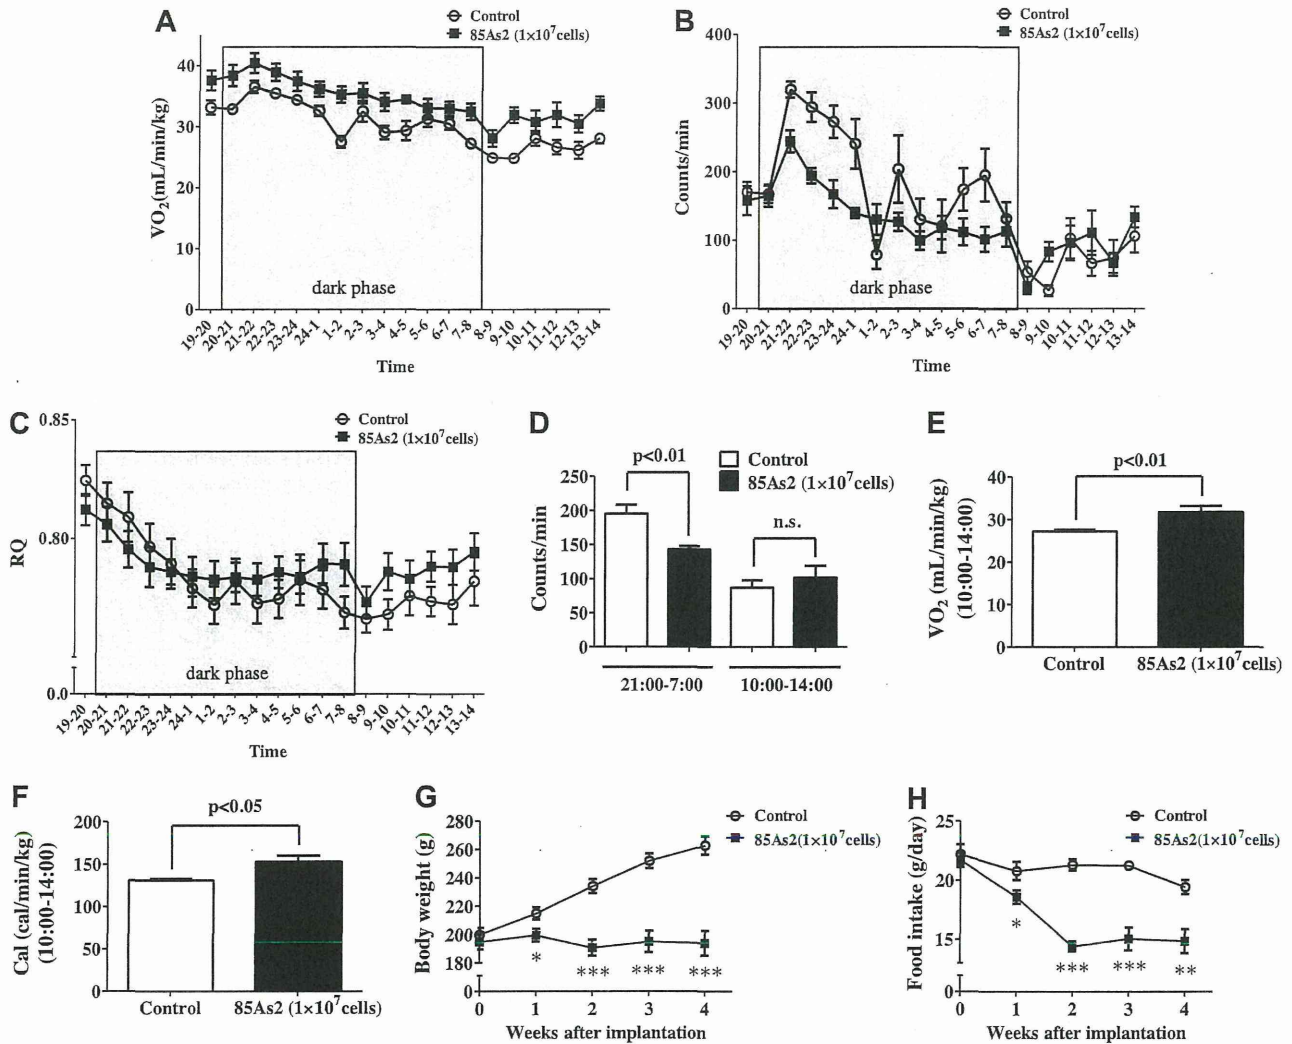 A
Control
85As2 (1×10⁷cells)
VO₂(mL/min/kg)
40
30
20
10
0
dark phase
19-20 20-21 21-22 22-23 23-24 24-1 1-2 2-3 3-4 4-5 5-6 6-7 7-8 8-9 9-10 10-11 11-12 12-13 13-14
Time
B
Control
85As2 (1×10⁷cells)
Counts/min
400
300
200
100
0
dark phase
19-20 20-21 21-22 22-23 23-24 24-1 1-2 2-3 3-4 4-5 5-6 6-7 7-8 8-9 9-10 10-11 11-12 12-13 13-14
Time
C
Control
85As2 (1×10⁷cells)
RQ
0.85
0.80
0.0
dark phase
19-20 20-21 21-22 22-23 23-24 24-1 1-2 2-3 3-4 4-5 5-6 6-7 7-8 8-9 9-10 10-11 11-12 12-13 13-14
Time
D
Control
85As2 (1×10⁷cells)
Counts/min
250
200
150
100
50
0
p<0.01
n.s.
21:00-7:00 10:00-14:00
E
VO₂ (mL/min/kg)
(10:00-14:00)
40
30
20
10
0
p<0.01
Control 85As2 (1×10⁷cells)
F
Cal (cal/min/kg)
(10:00-14:00)
200
150
100
50
0
p<0.05
Control 85As2 (1×10⁷cells)
G
Control
85As2(1×10⁷cells)
Body weight (g)
280
260
240
220
200
180
0
* *** *** ***
0 1 2 3 4
Weeks after implantation
H
Control
85As2(1×10⁷cells)
Food intake (g/day)
25
20
15
0
* *** *** **
0 1 2 3 4
Weeks after implantation